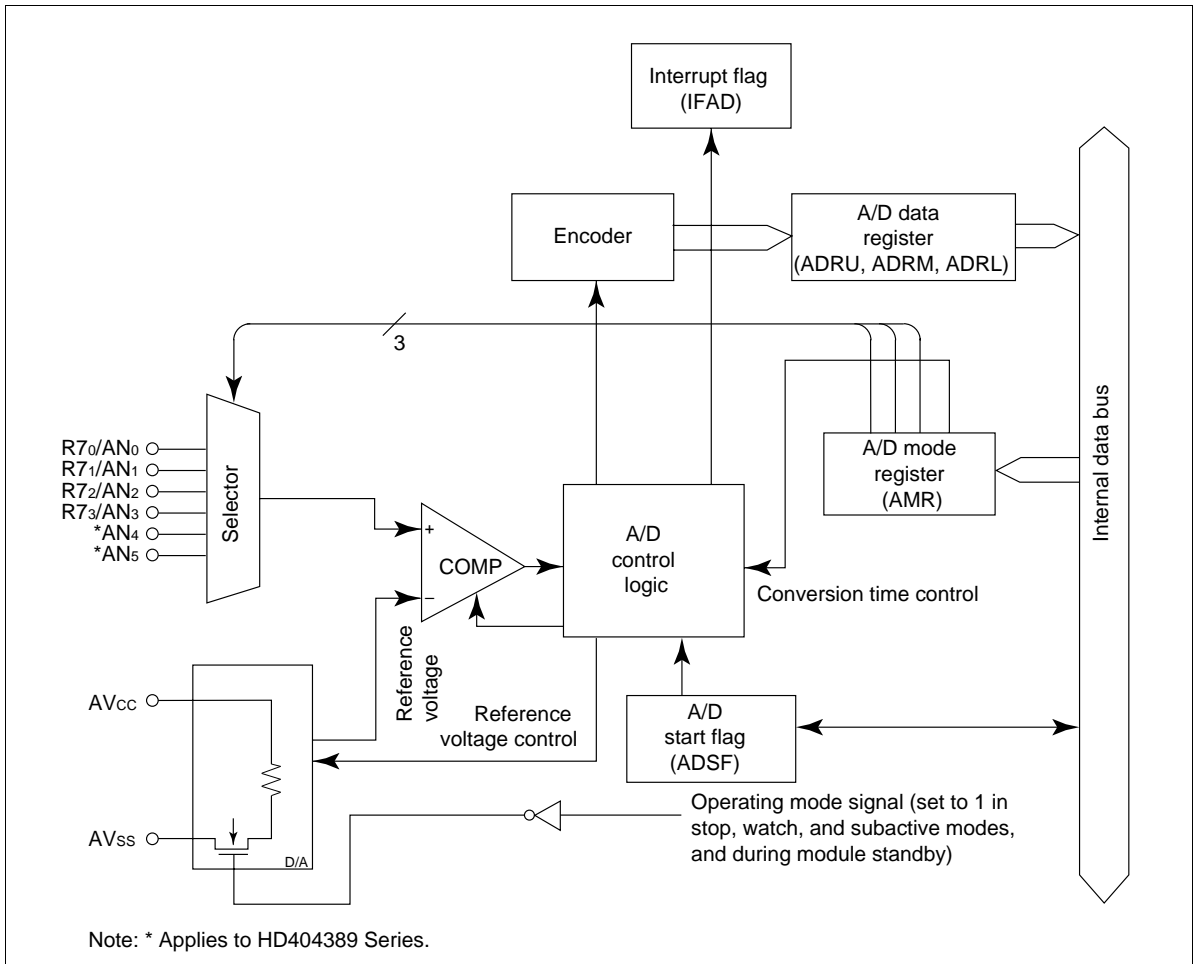 Interrupt flag
(IFAD)
Encoder
A/D data
register
(ADRU, ADRM, ADRL)
3
Internal data bus
R70/AN0
R71/AN1
R72/AN2
R73/AN3
*AN4
*AN5
Selector
A/D mode
register
(AMR)
+
COMP
−
A/D
control
logic
Conversion time control
Reference
voltage
AVCC
Reference
voltage control
A/D
start flag
(ADSF)
AVSS
D/A
Operating mode signal (set to 1 in
stop, watch, and subactive modes,
and during module standby)
Note: * Applies to HD404389 Series.